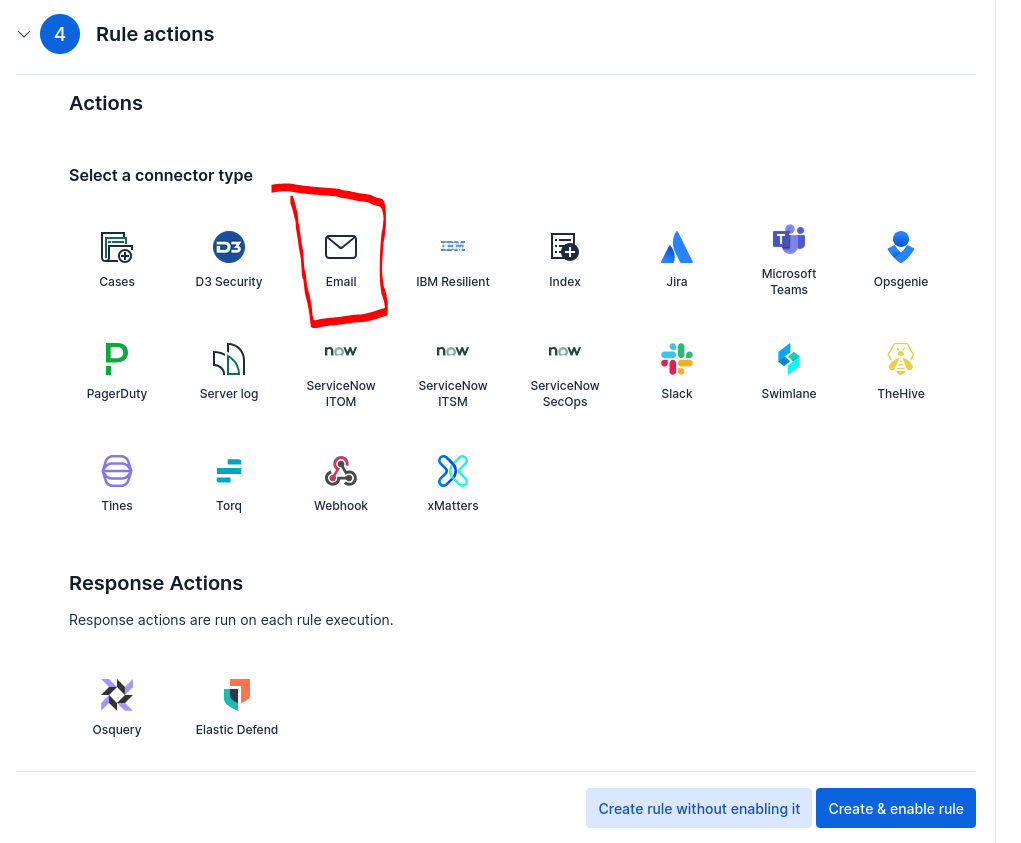 4 Rule actions
Actions
Select a connector type
D3
IBM
T
Cases D3 Security Email IBM Resilient Index Jira Microsoft Teams Opsgenie
now now now
PagerDuty Server log ServiceNow ITOM ServiceNow ITSM ServiceNow SecOps Slack Swimlane TheHive
Tines Torq Webhook xMatters
Response Actions
Response actions are run on each rule execution.
Osquery Elastic Defend
Create rule without enabling it Create & enable rule